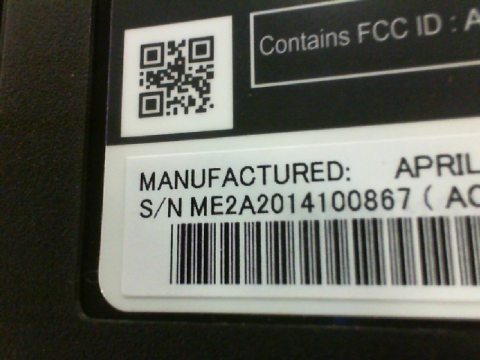 Contains FCC ID : A
MANUFACTURED: APRIL
S/N ME2A2014100867 ( AC